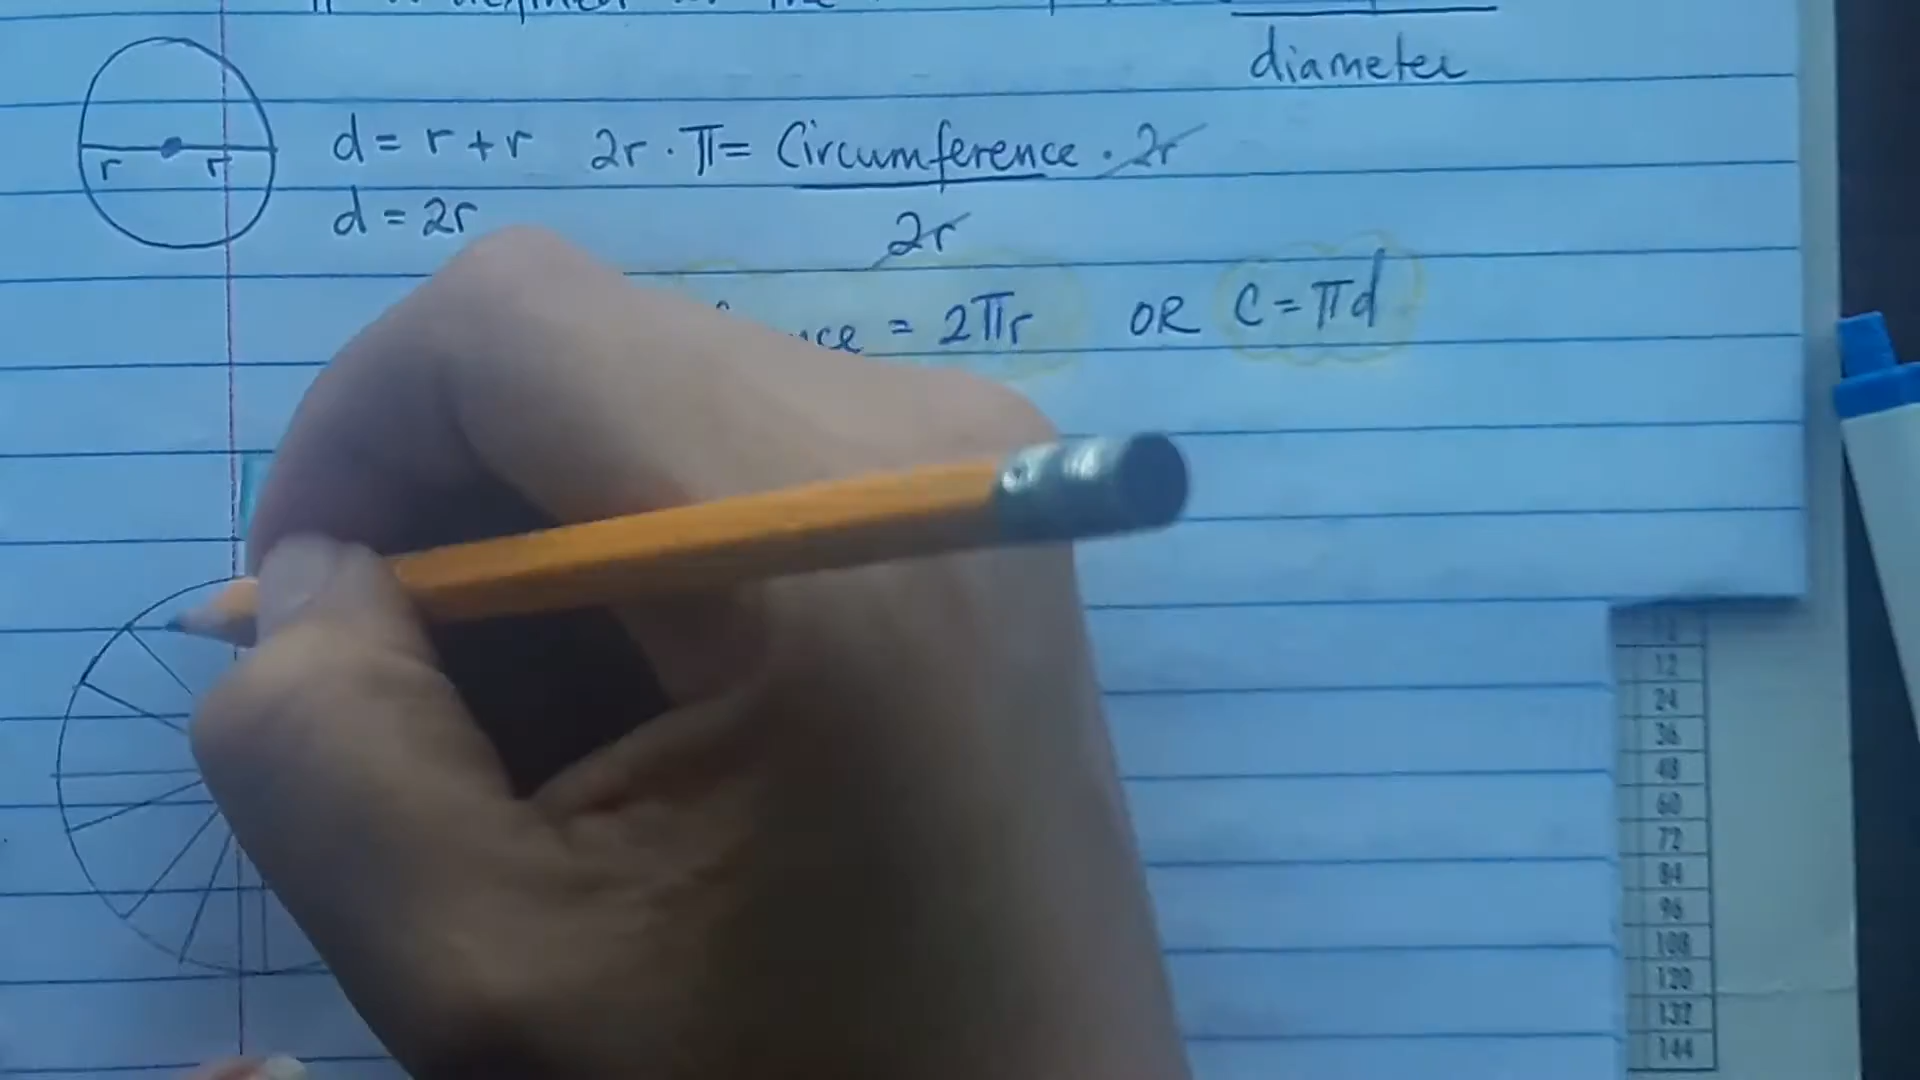 diameter
r r
d = r + r 2r · π = Circumference · 2r
d = 2r 2r
= 2πr OR C = πd
12
24
36
48
60
72
84
96
108
120
132
144